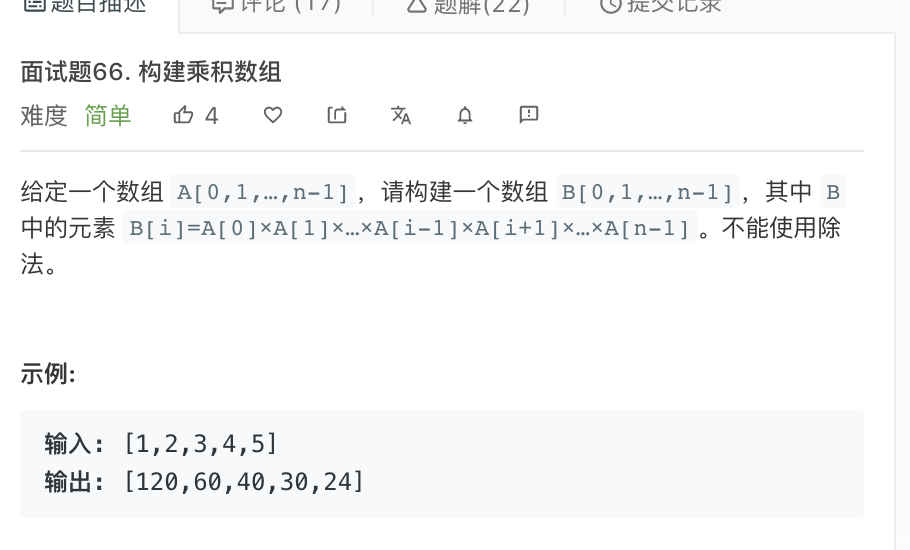 题目描述 评论 (17) 题解(22) 提交记录
面试题66. 构建乘积数组
难度 简单 4
给定一个数组 A[0,1,…,n-1]，请构建一个数组 B[0,1,…,n-1]，其中 B
中的元素 B[i]=A[0]×A[1]×…×A[i-1]×A[i+1]×…×A[n-1]。不能使用除
法。
示例:
输入: [1,2,3,4,5]
输出: [120,60,40,30,24]